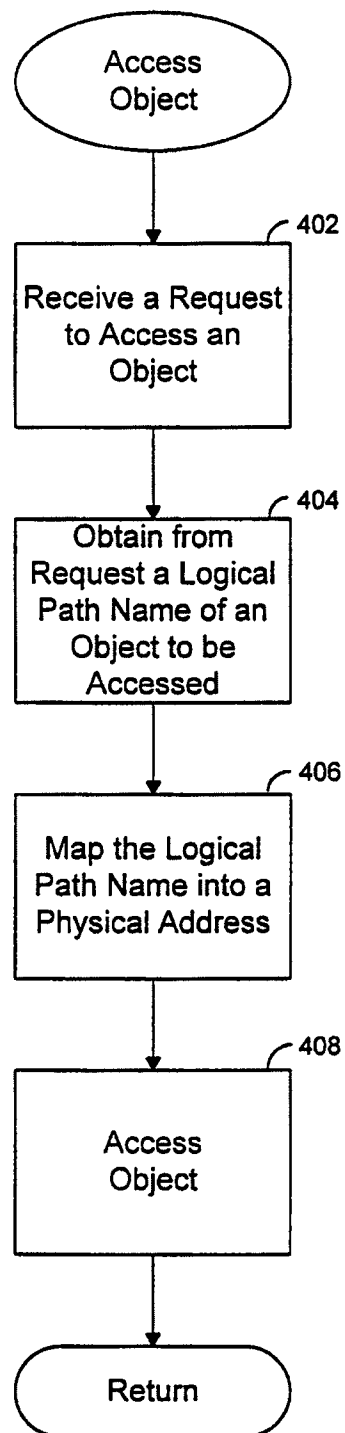 Access
Object
402
Receive a Request
to Access an
Object
404
Obtain from
Request a Logical
Path Name of an
Object to be
Accessed
406
Map the Logical
Path Name into a
Physical Address
408
Access
Object
Return